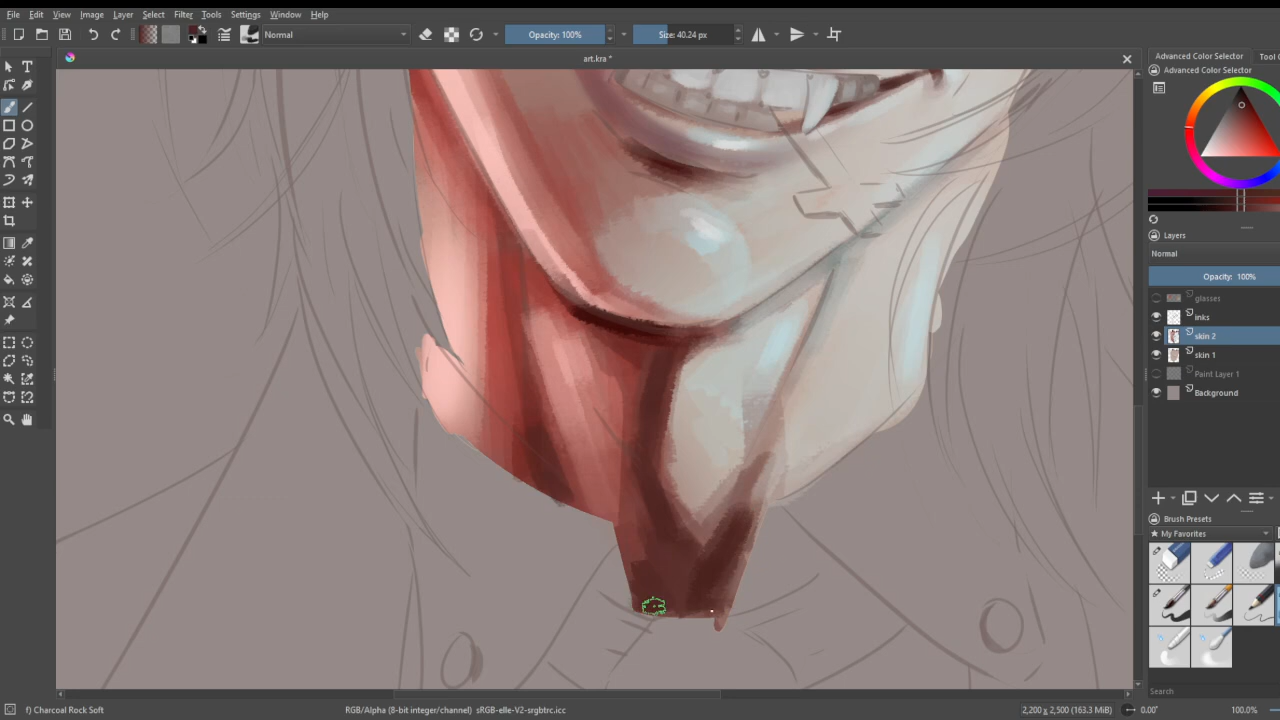 File Edit View Image Layer Select Filter Tools Settings Window Help
Normal
Opacity: 100%
Size: 40.24 px
art.kra *
Advanced Color Selector
Tool
Advanced Color Selector
Layers
Normal
Opacity: 100%
glasses
inks
skin 2
skin 1
Paint Layer 1
Background
Brush Presets
My Favorites
Search
f) Charcoal Rock Soft
RGB/Alpha (8-bit integer/channel) sRGB-elle-V2-srgbtrc.icc
2,200 x 2,500 (163.3 MiB)
0.00°
100.0%